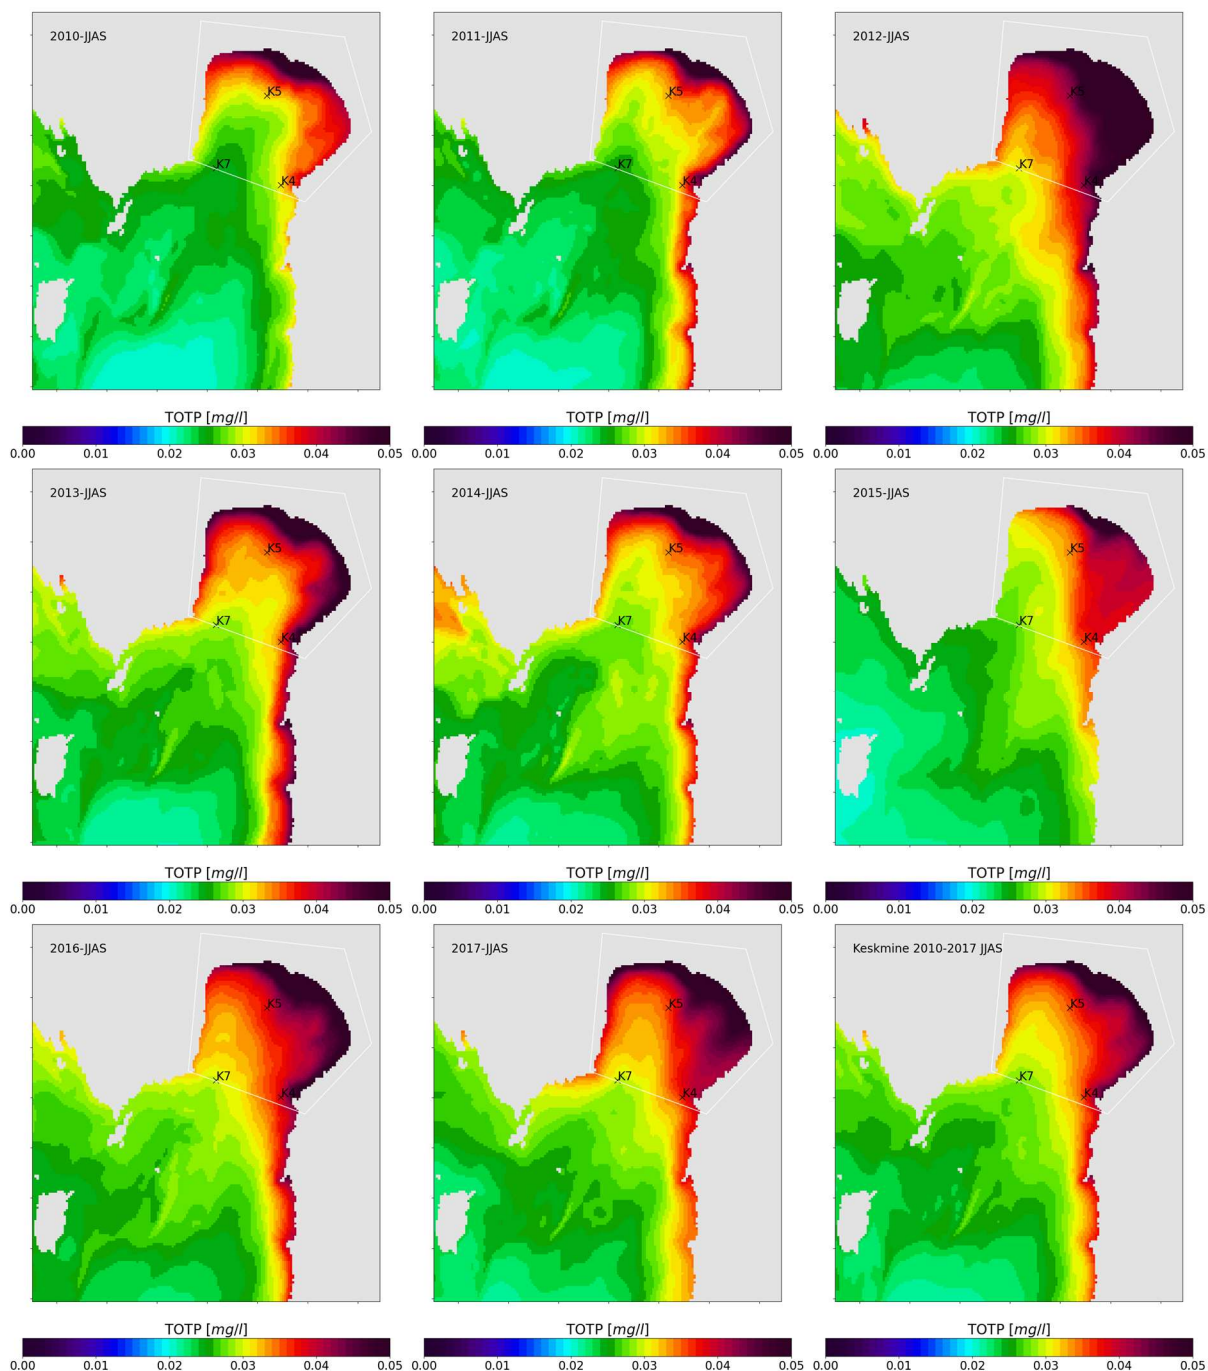 2010-JJAS 2011-JJAS 2012-JJAS
K5 K5 K5
K7 K7 K7
K4 K4 K4
TOTP [mg/l] TOTP [mg/l] TOTP [mg/l]
0.00 0.01 0.02 0.03 0.04 0.05 0.00 0.01 0.02 0.03 0.04 0.05 0.00 0.01 0.02 0.03 0.04 0.05
2013-JJAS 2014-JJAS 2015-JJAS
K5 K5 K5
K7 K7 K7
K4 K4 K4
TOTP [mg/l] TOTP [mg/l] TOTP [mg/l]
0.00 0.01 0.02 0.03 0.04 0.05 0.00 0.01 0.02 0.03 0.04 0.05 0.00 0.01 0.02 0.03 0.04 0.05
2016-JJAS 2017-JJAS Keskmine 2010-2017 JJAS
K5 K5 K5
K7 K7 K7
K4 K4 K4
TOTP [mg/l] TOTP [mg/l] TOTP [mg/l]
0.00 0.01 0.02 0.03 0.04 0.05 0.00 0.01 0.02 0.03 0.04 0.05 0.00 0.01 0.02 0.03 0.04 0.05